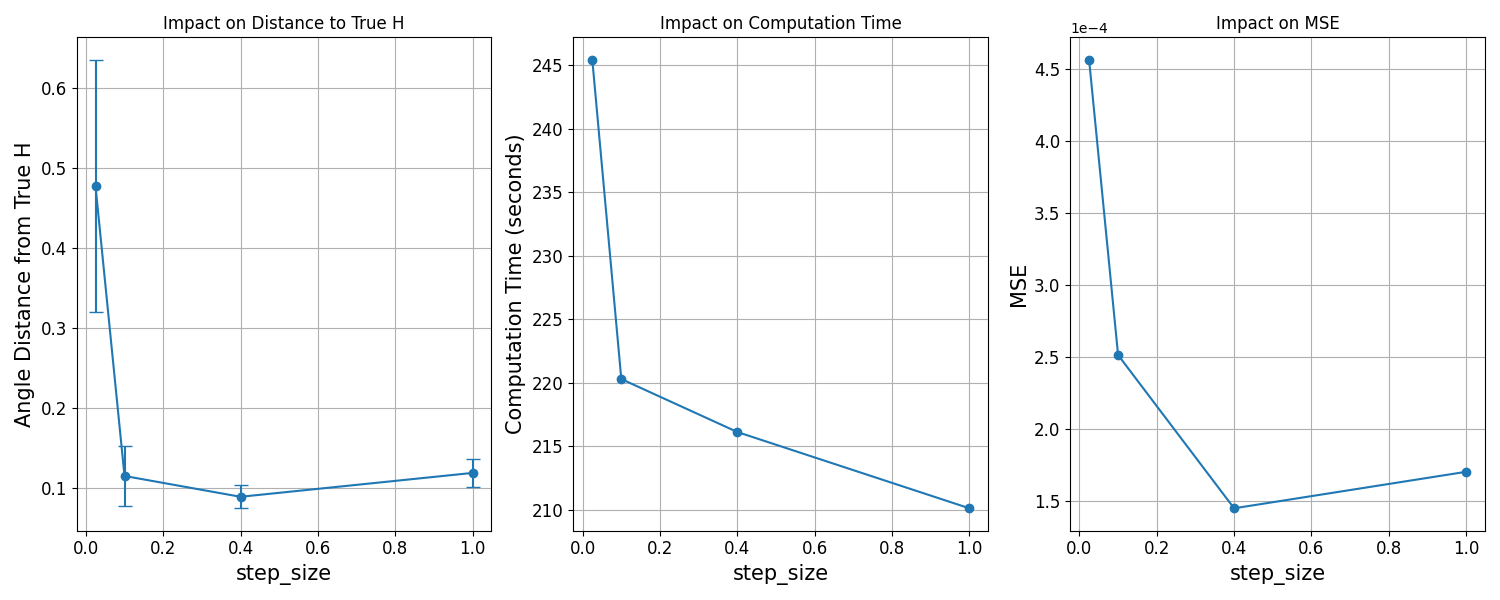 Impact on Distance to True H
Angle Distance from True H
0.6
0.5
0.4
0.3
0.2
0.1
0.0 0.2 0.4 0.6 0.8 1.0
step_size
Impact on Computation Time
Computation Time (seconds)
245
240
235
230
225
220
215
210
0.0 0.2 0.4 0.6 0.8 1.0
step_size
Impact on MSE
1e−4
MSE
4.5
4.0
3.5
3.0
2.5
2.0
1.5
0.0 0.2 0.4 0.6 0.8 1.0
step_size